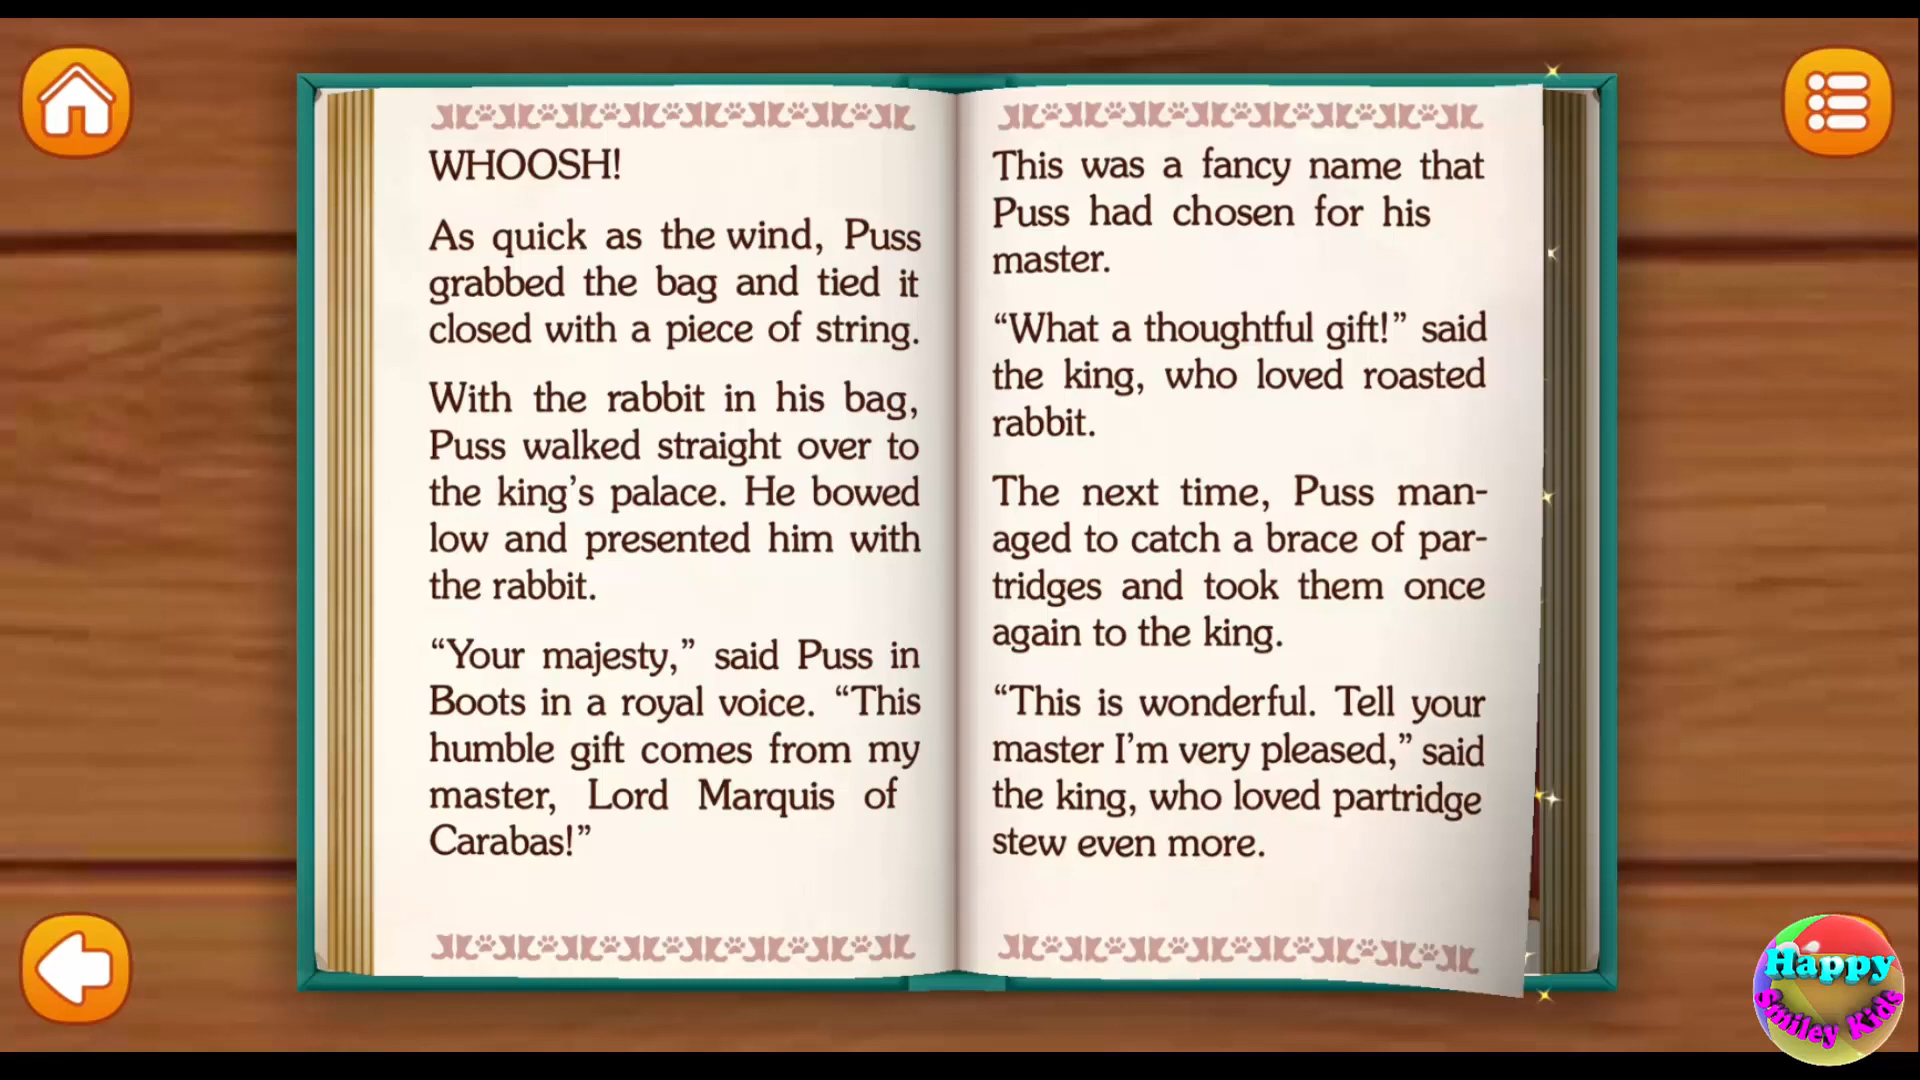 WHOOSH!
As quick as the wind, Puss
grabbed the bag and tied it
closed with a piece of string.
With the rabbit in his bag,
Puss walked straight over to
the king’s palace. He bowed
low and presented him with
the rabbit.
“Your majesty,” said Puss in
Boots in a royal voice. “This
humble gift comes from my
master, Lord Marquis of
Carabas!”
This was a fancy name that
Puss had chosen for his
master.
“What a thoughtful gift!” said
the king, who loved roasted
rabbit.
The next time, Puss man-
aged to catch a brace of par-
tridges and took them once
again to the king.
“This is wonderful. Tell your
master I’m very pleased,” said
the king, who loved partridge
stew even more.
Happy
Smiley Kids